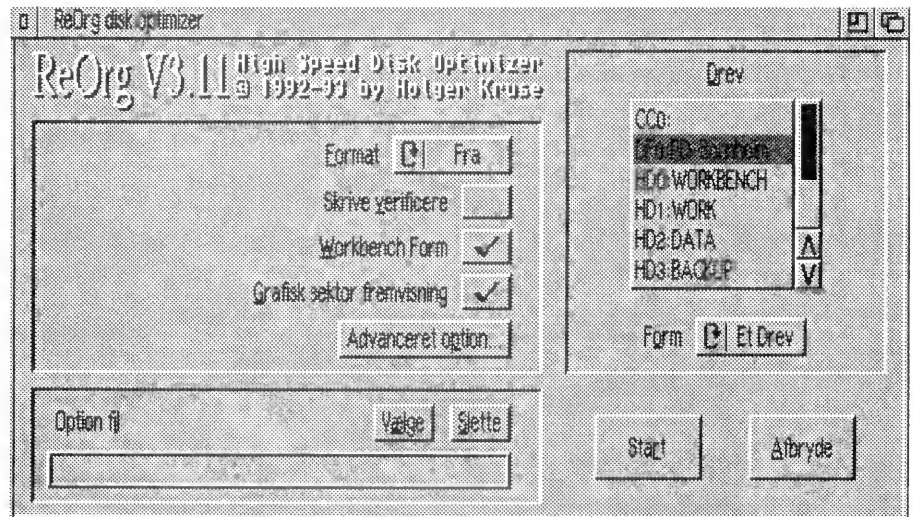 ReOrg disk optimizer
ReOrg V3.11
High Speed Disk Optimizer
© 1992-93 by Holger Kruse
Format Fra
Skrive verificere
Workbench Form
Grafisk sektor fremvisning
Advanceret option...
Option fil
Vælge Slette
Drev
CC0:
HD0:WORKBENCH
HD1:WORK
HD2:DATA
HD3:BACKUP
Form Et Drev
Start Afbryde